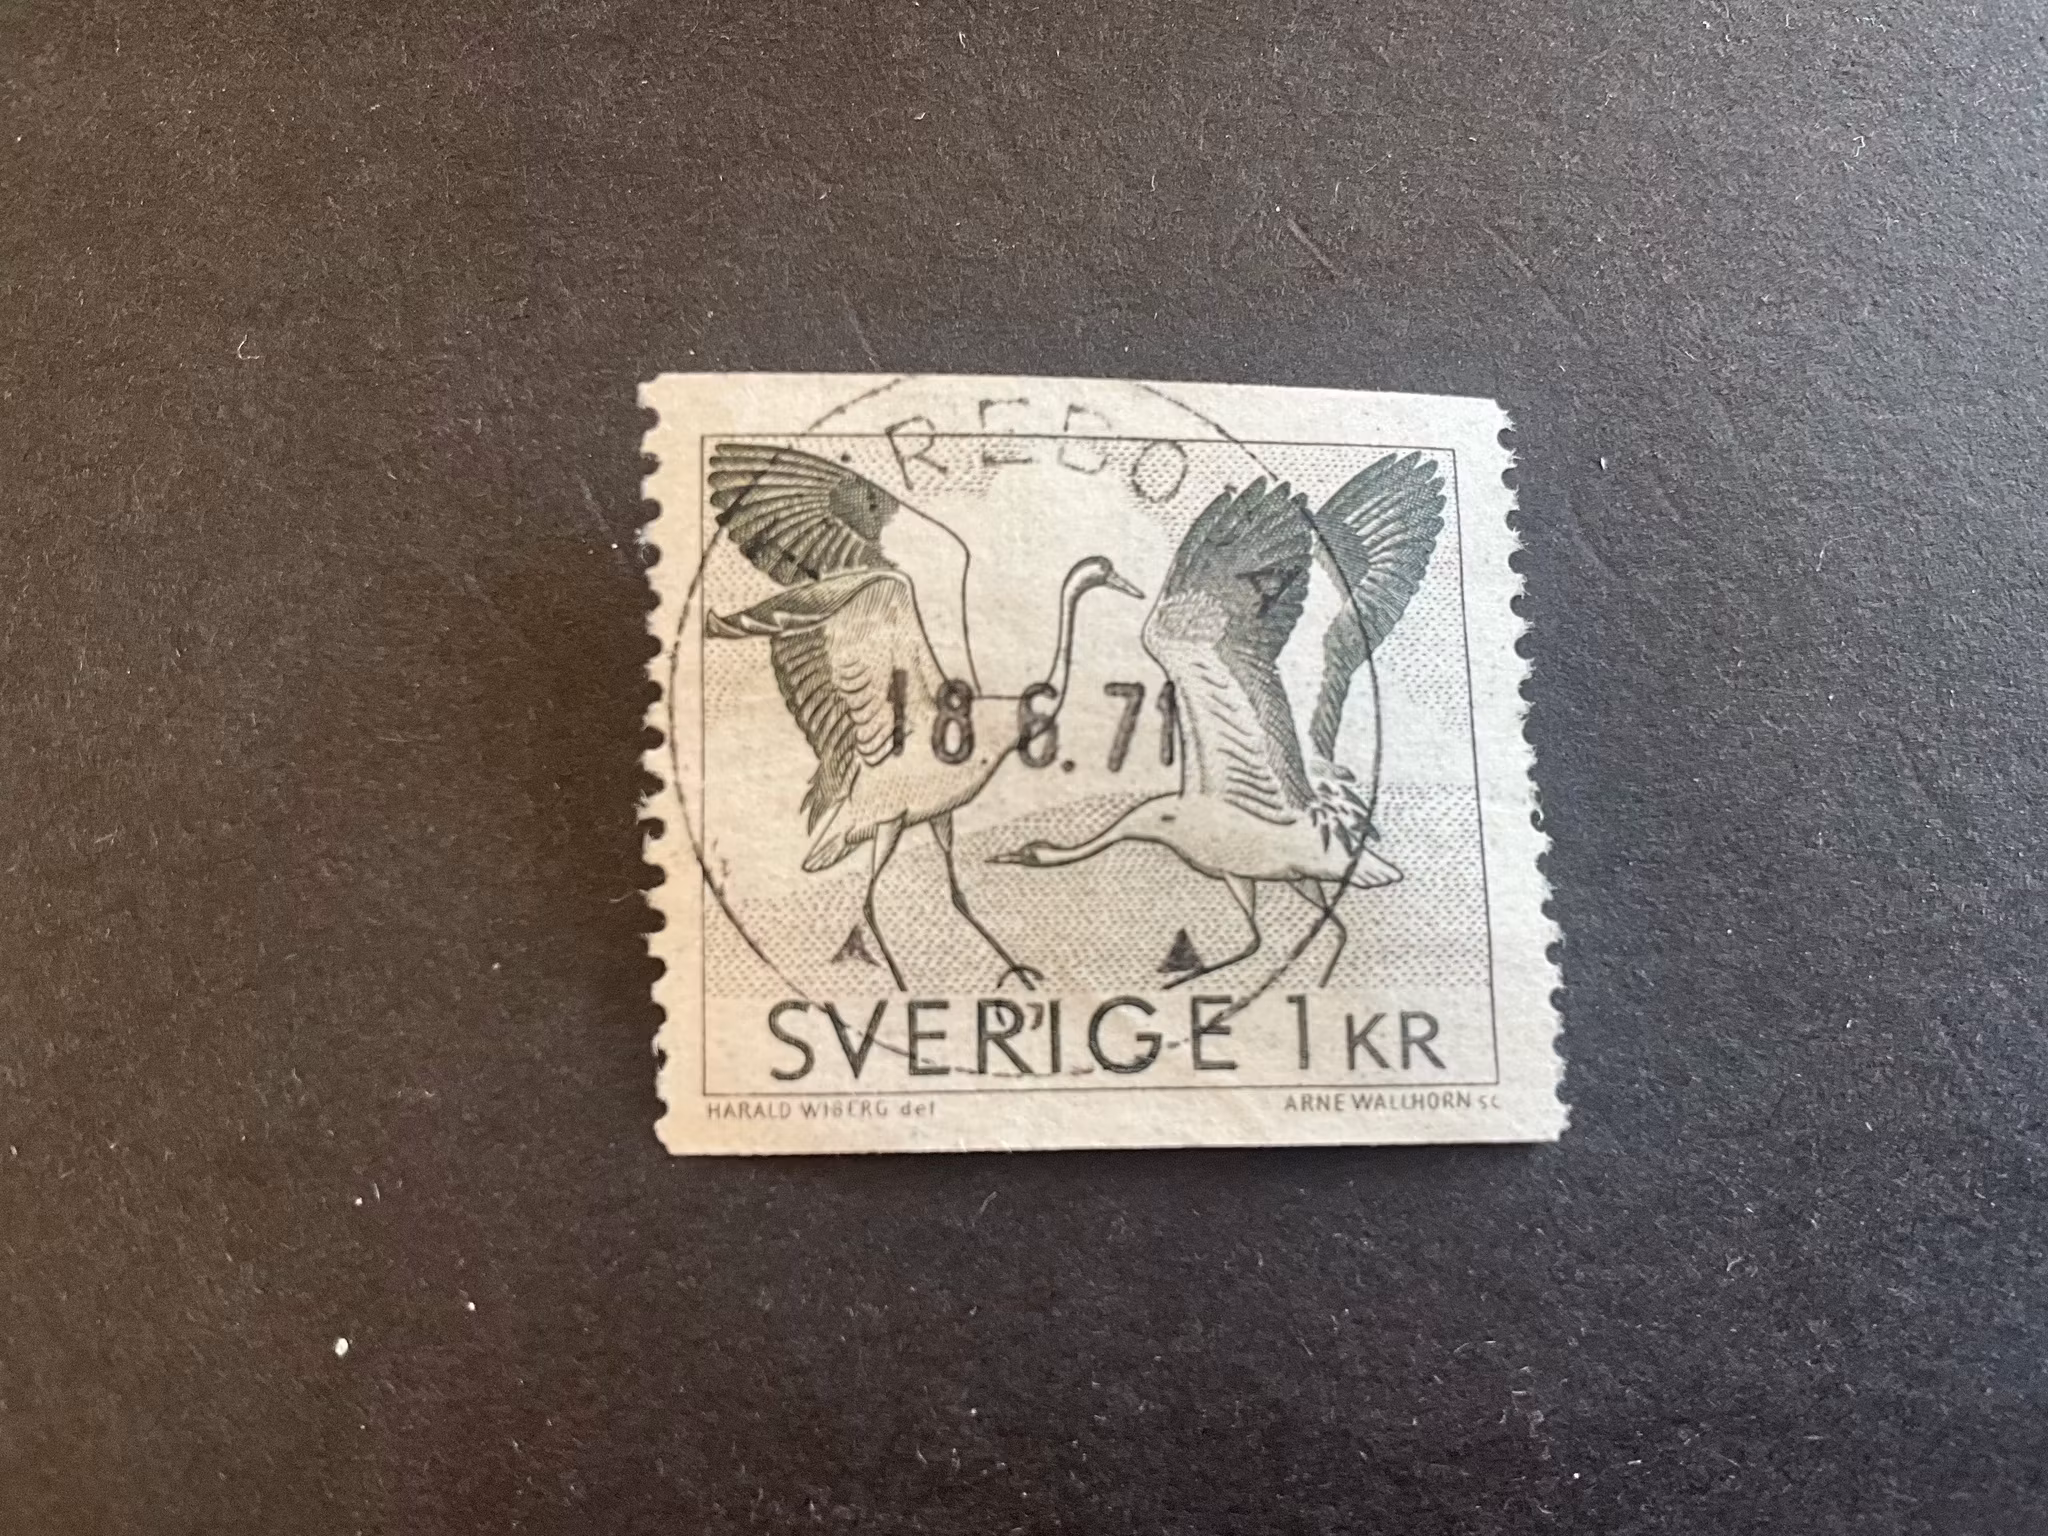 REBO
18.6.71
SVERIGE 1 KR
HARALD WIBERG del
ARNE WALLHORN sc